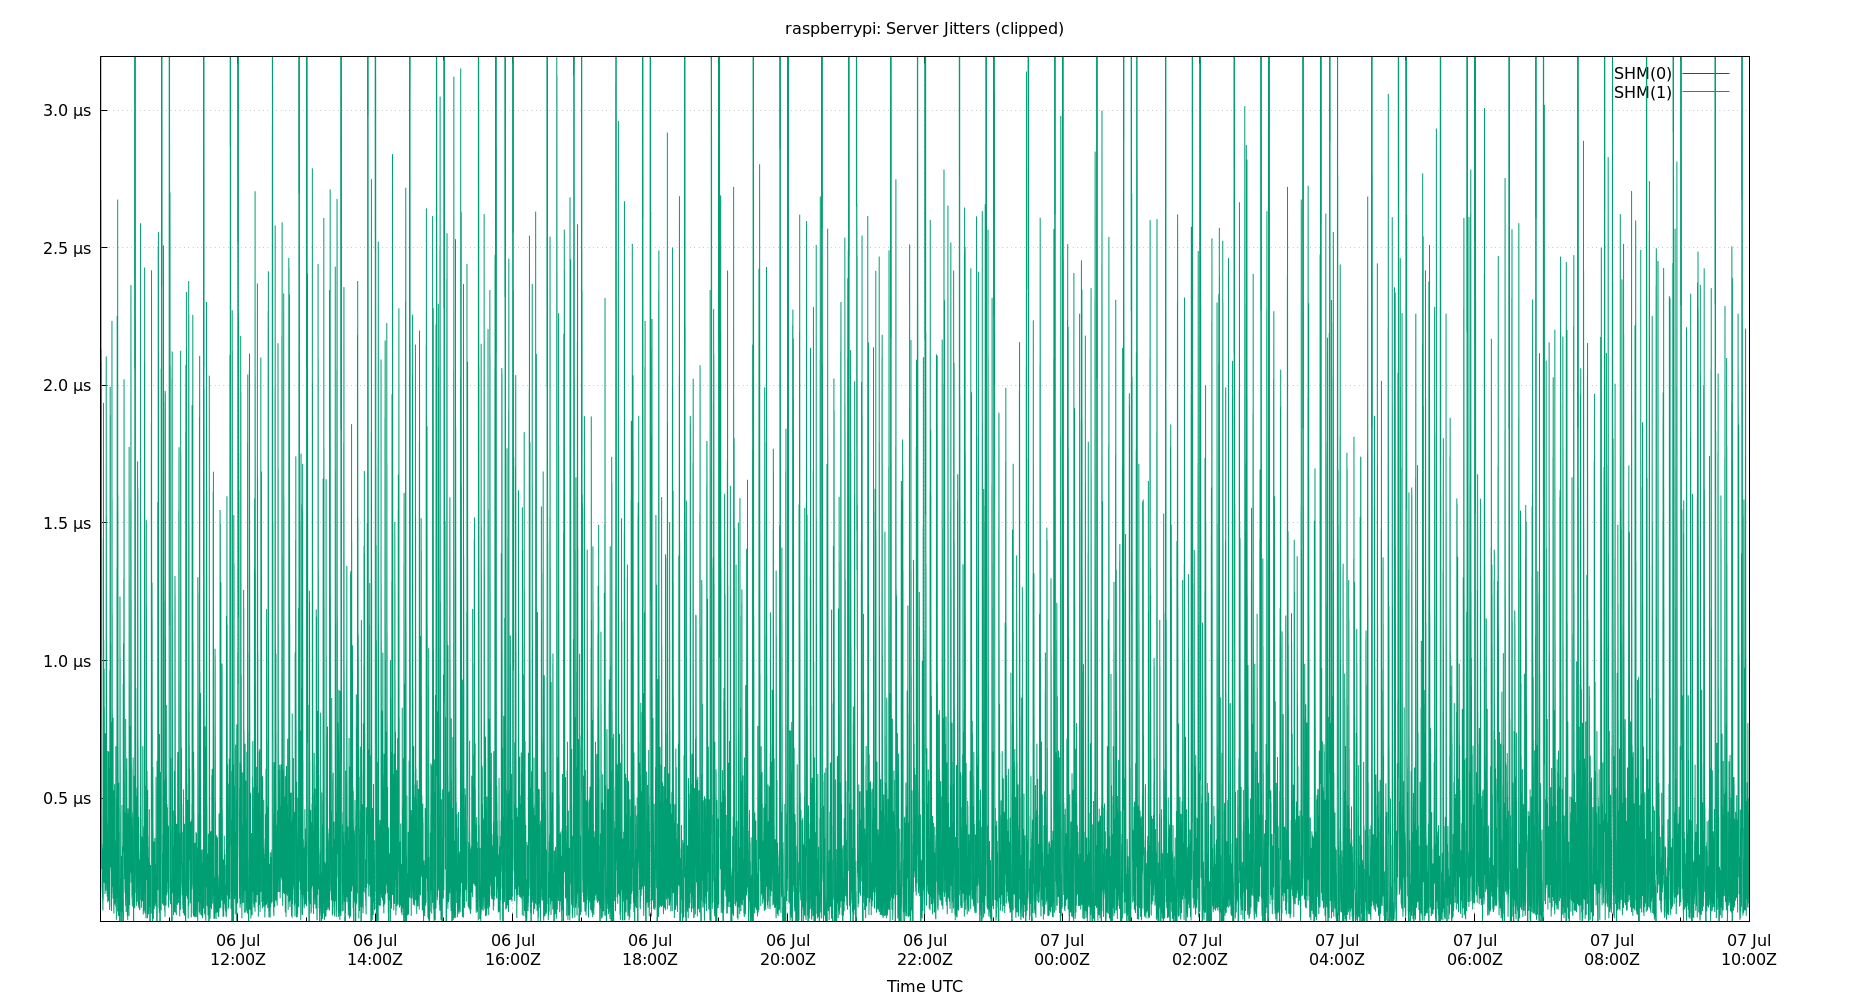 raspberrypi: Server Jitters (clipped)
SHM(0)
SHM(1)
3.0 µs
2.5 µs
2.0 µs
1.5 µs
1.0 µs
0.5 µs
06 Jul 06 Jul 06 Jul 06 Jul 06 Jul 06 Jul 07 Jul 07 Jul 07 Jul 07 Jul 07 Jul 07 Jul
12:00Z 14:00Z 16:00Z 18:00Z 20:00Z 22:00Z 00:00Z 02:00Z 04:00Z 06:00Z 08:00Z 10:00Z
Time UTC